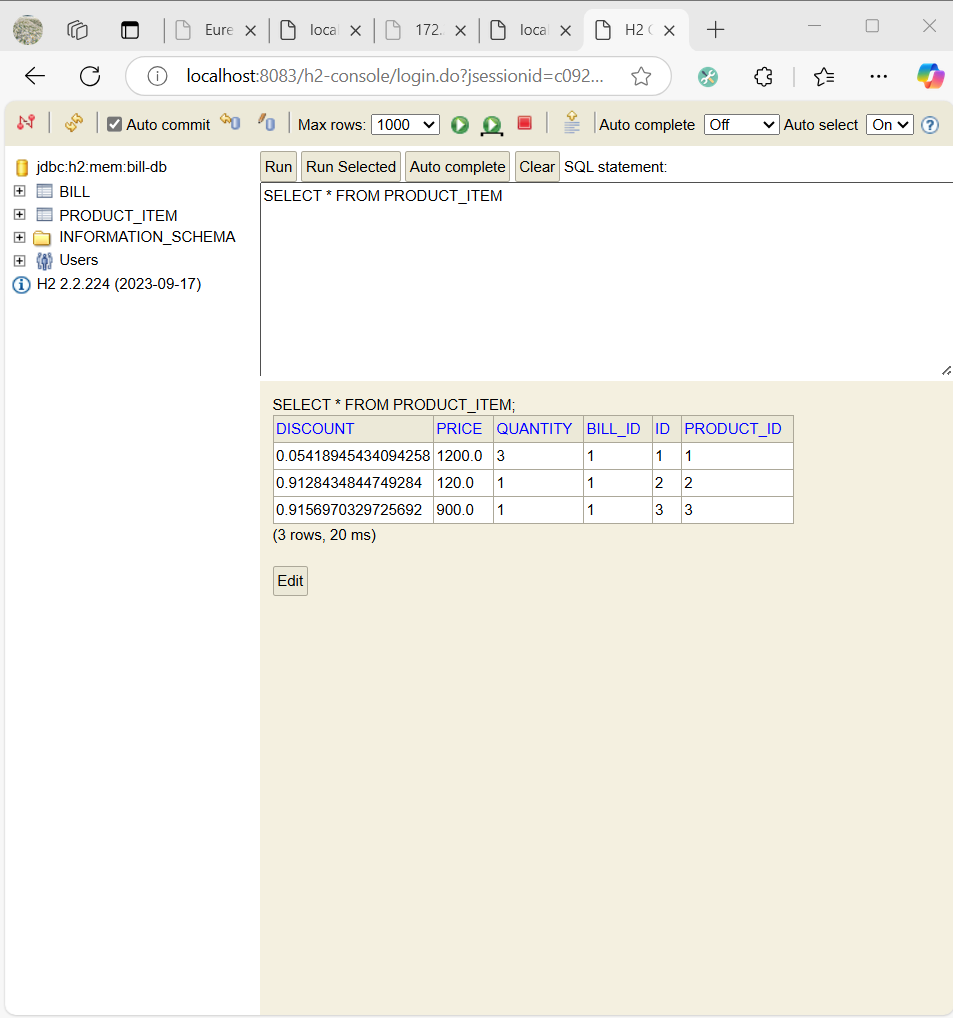 Eure loca 172. loca H2 C
localhost:8083/h2-console/login.do?jsessionid=c092...
Auto commit Max rows: 1000 Auto complete Off Auto select On
jdbc:h2:mem:bill-db
BILL
PRODUCT_ITEM
INFORMATION_SCHEMA
Users
H2 2.2.224 (2023-09-17)
Run Run Selected Auto complete Clear SQL statement:
SELECT * FROM PRODUCT_ITEM
SELECT * FROM PRODUCT_ITEM;
DISCOUNT PRICE QUANTITY BILL_ID ID PRODUCT_ID
0.05418945434094258 1200.0 3 1 1 1
0.9128434844749284 120.0 1 1 2 2
0.9156970329725692 900.0 1 1 3 3
(3 rows, 20 ms)
Edit